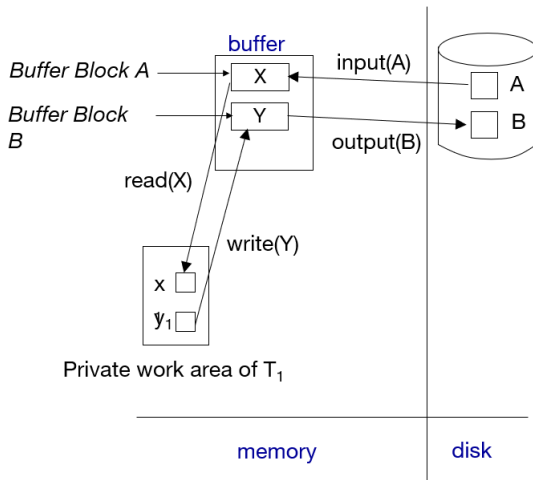 buffer
Buffer Block A
X
input(A)
A
Buffer Block
B
Y
output(B)
B
read(X)
write(Y)
x
y₁
Private work area of T₁
memory
disk